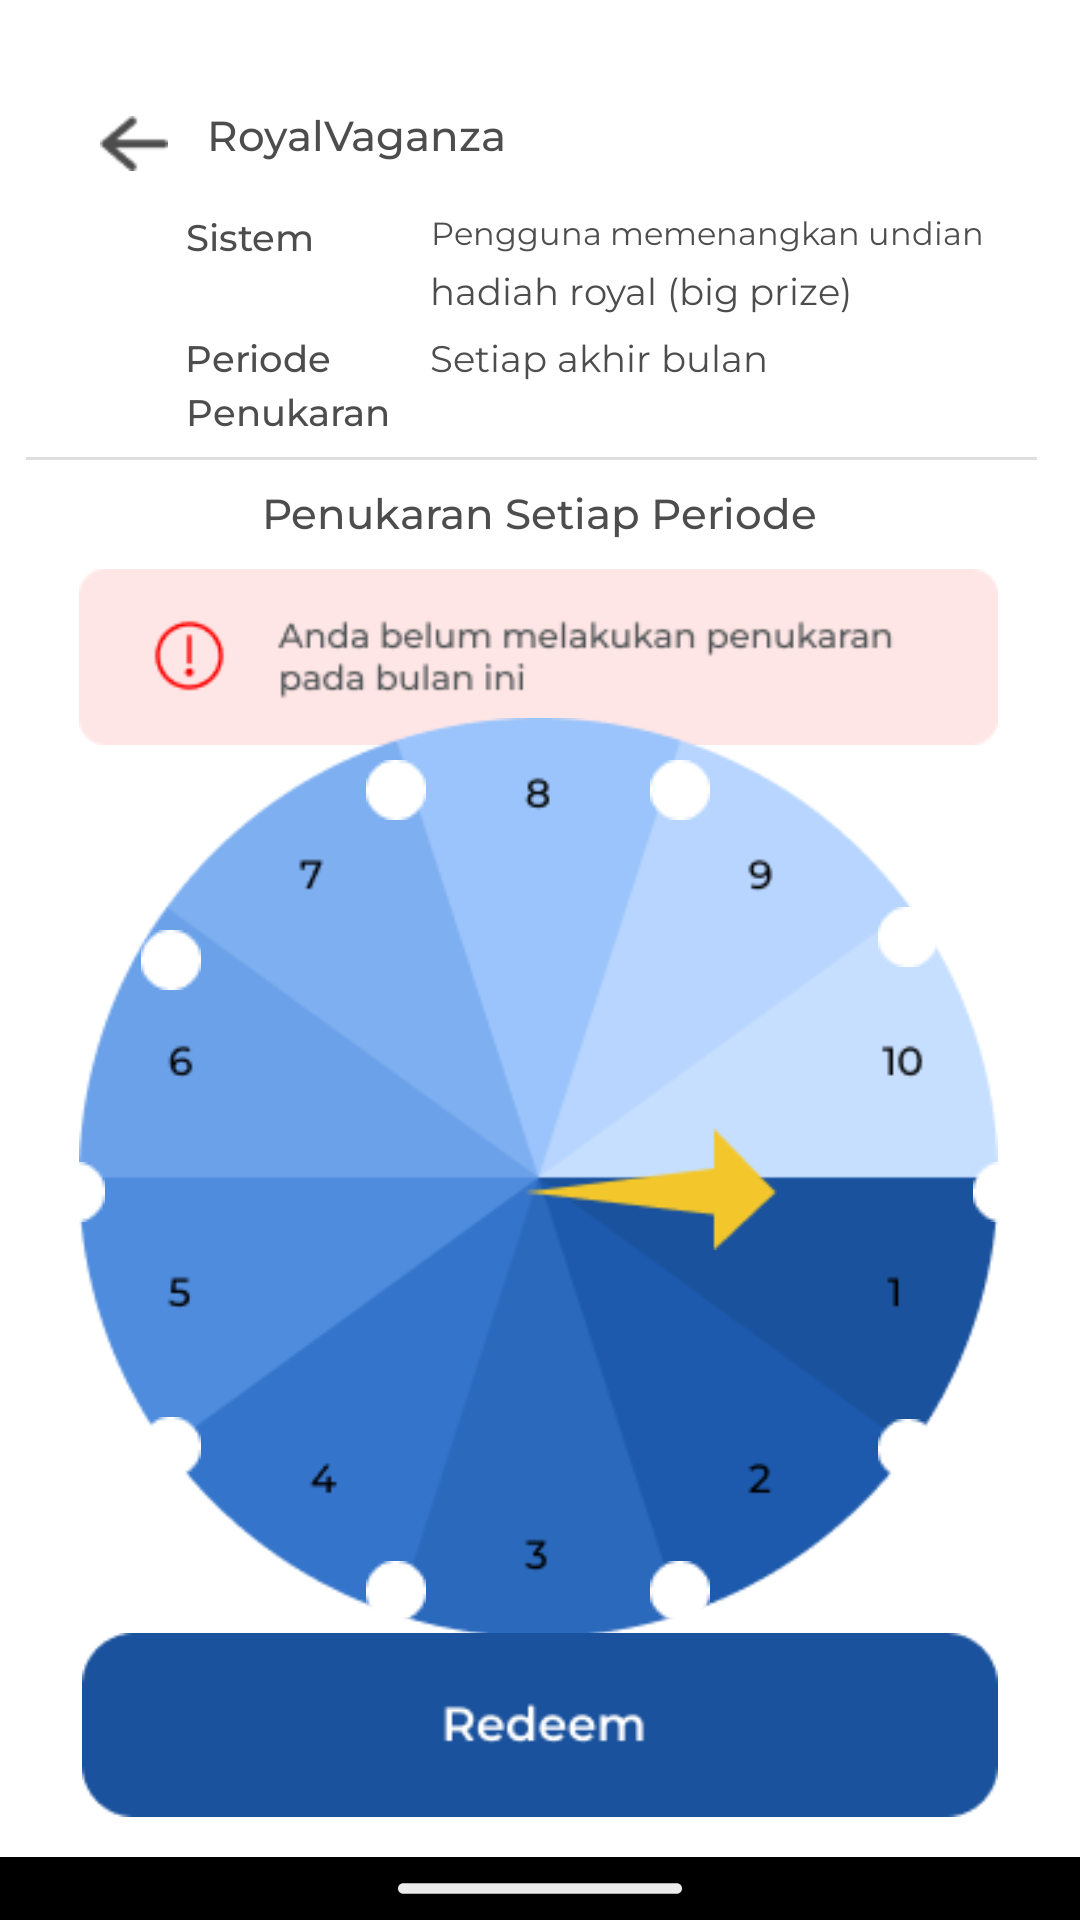 RoyalVaganza
Sistem
Pengguna memenangkan undian
hadiah royal (big prize)
Periode
Penukaran
Setiap akhir bulan
Penukaran Setiap Periode
Anda belum melakukan penukaran
pada bulan ini
8
7
9
6
10
5
1
4
2
3
Redeem